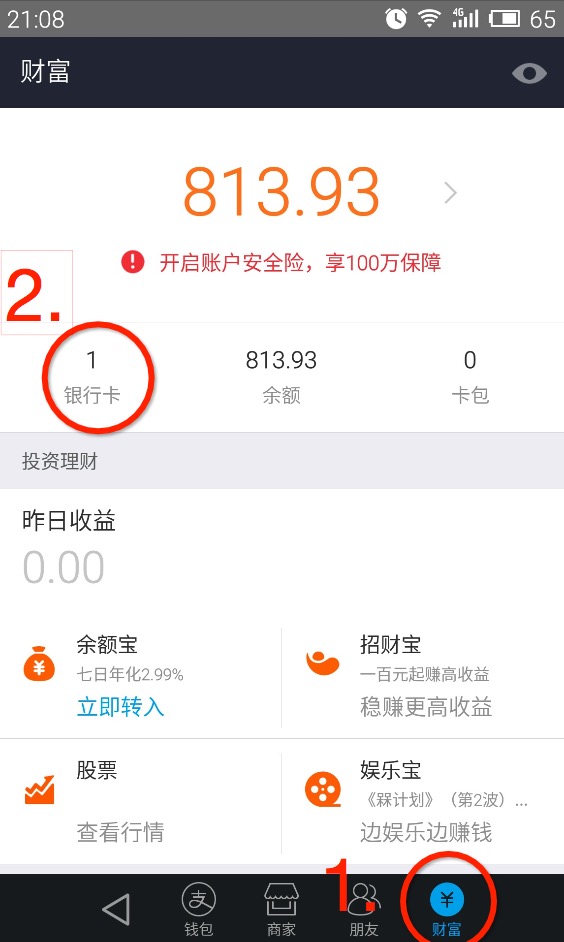 21:08
4G
65
财富
813.93
开启账户安全险，享100万保障
2.
1
813.93
0
银行卡
余额
卡包
投资理财
昨日收益
0.00
余额宝
七日年化2.99%
立即转入
招财宝
一百元起赚高收益
稳赚更高收益
股票
查看行情
娱乐宝
《槑计划》（第2波）...
边娱乐边赚钱
1.
支
钱包
商家
朋友
¥
财富